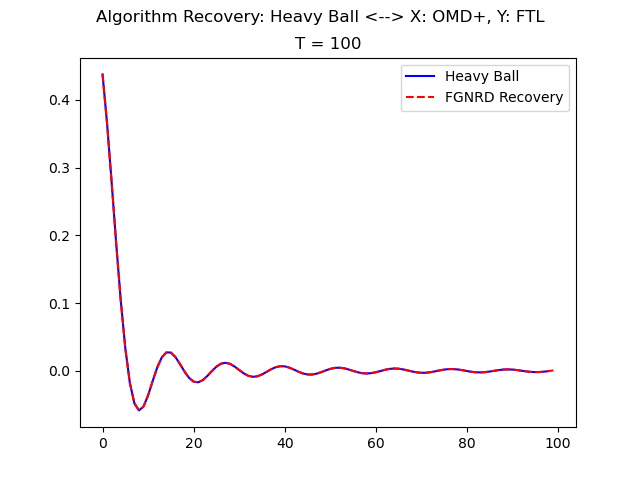 Algorithm Recovery: Heavy Ball <--> X: OMD+, Y: FTL
T = 100
Heavy Ball
FGNRD Recovery
0.4
0.3
0.2
0.1
0.0
0
20
40
60
80
100